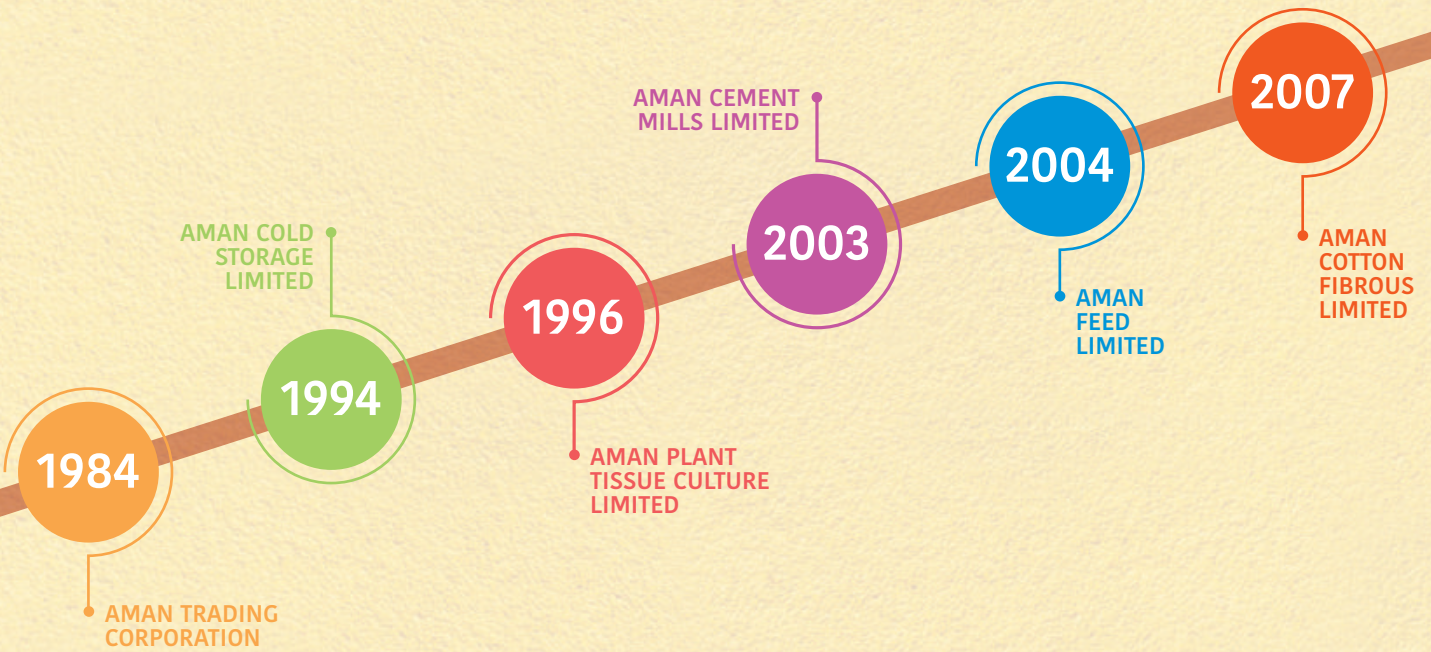 1984
AMAN TRADING
CORPORATION
1994
AMAN COLD
STORAGE
LIMITED
1996
AMAN PLANT
TISSUE CULTURE
LIMITED
2003
AMAN CEMENT
MILLS LIMITED
2004
AMAN
FEED
LIMITED
2007
AMAN
COTTON
FIBROUS
LIMITED